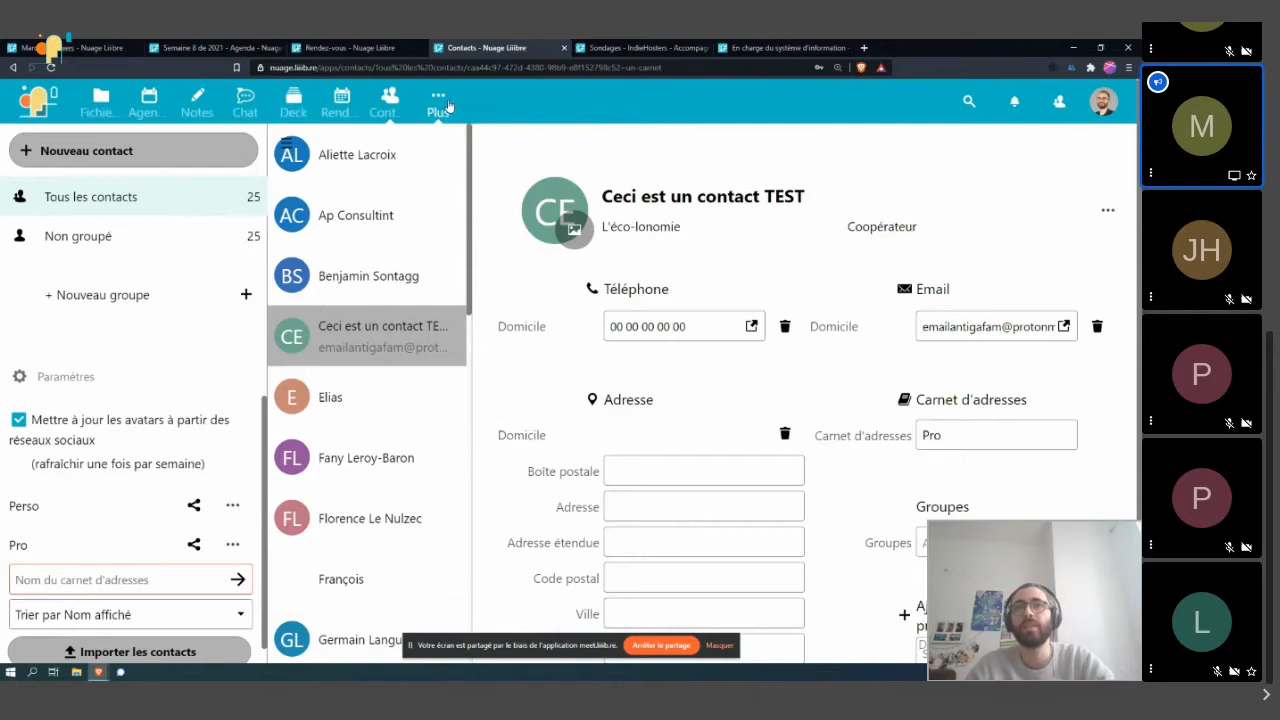 Nuage Liiibre
Semaine 8 de 2021 - Agenda - Nuage
Rendez-vous - Nuage Liiibre
Contacts - Nuage Liiibre
Sondages - IndieHosters - Accompag
En charge du système d'information -
nuage.liiib.re/apps/contacts/Tous%20les%20contacts/
Fichie...
Agen...
Notes
Chat
Deck
Rend...
Cont...
Plus
Nouveau contact
Tous les contacts 25
Non groupé 25
+ Nouveau groupe
Paramètres
Mettre à jour les avatars à partir des
réseaux sociaux
(rafraîchir une fois par semaine)
Perso
Pro
Nom du carnet d'adresses
Trier par Nom affiché
Importer les contacts
AL Aliette Lacroix
AC Ap Consultint
BS Benjamin Sontagg
CE Ceci est un contact TE...
emailantigafam@prot...
E Elias
FL Fany Leroy-Baron
FL Florence Le Nulzec
François
GL Germain Langu
CE
Ceci est un contact TEST
L'éco-lonomie
Coopérateur
Téléphone
Domicile 00 00 00 00 00
Email
Domicile emailantigafam@protonm
Adresse
Domicile
Boîte postale
Adresse
Adresse étendue
Code postal
Ville
Carnet d'adresses
Carnet d'adresses Pro
Groupes
Groupes
Votre écran est partagé par le biais de l'application meet.liiib.re.
Arrêter le partage
Masquer
M
JH
P
P
L